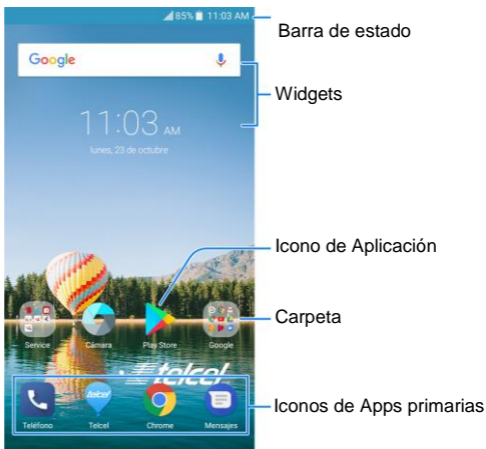 85% 11:03 AM
Barra de estado
Google
Widgets
11:03 AM
lunes, 23 de octubre
Icono de Aplicación
Carpeta
Service Cámara Play Store Google
telcel
telcel
Iconos de Apps primarias
Teléfono Telcel Chrome Mensajes